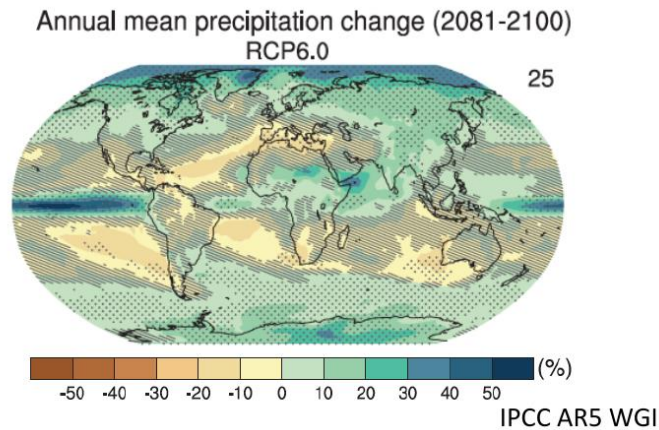 Annual mean precipitation change (2081-2100)
RCP6.0
25
(%)
-50 -40 -30 -20 -10 0 10 20 30 40 50
IPCC AR5 WGI